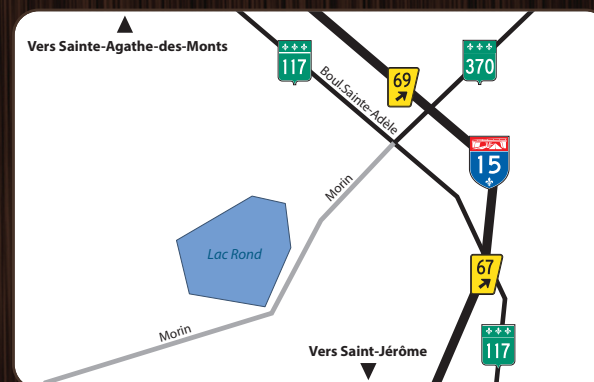 Vers Sainte-Agathe-des-Monts
117
69
370
Boul.Sainte-Adèle
15
Morin
Lac Rond
67
Morin
Vers Saint-Jérôme
117